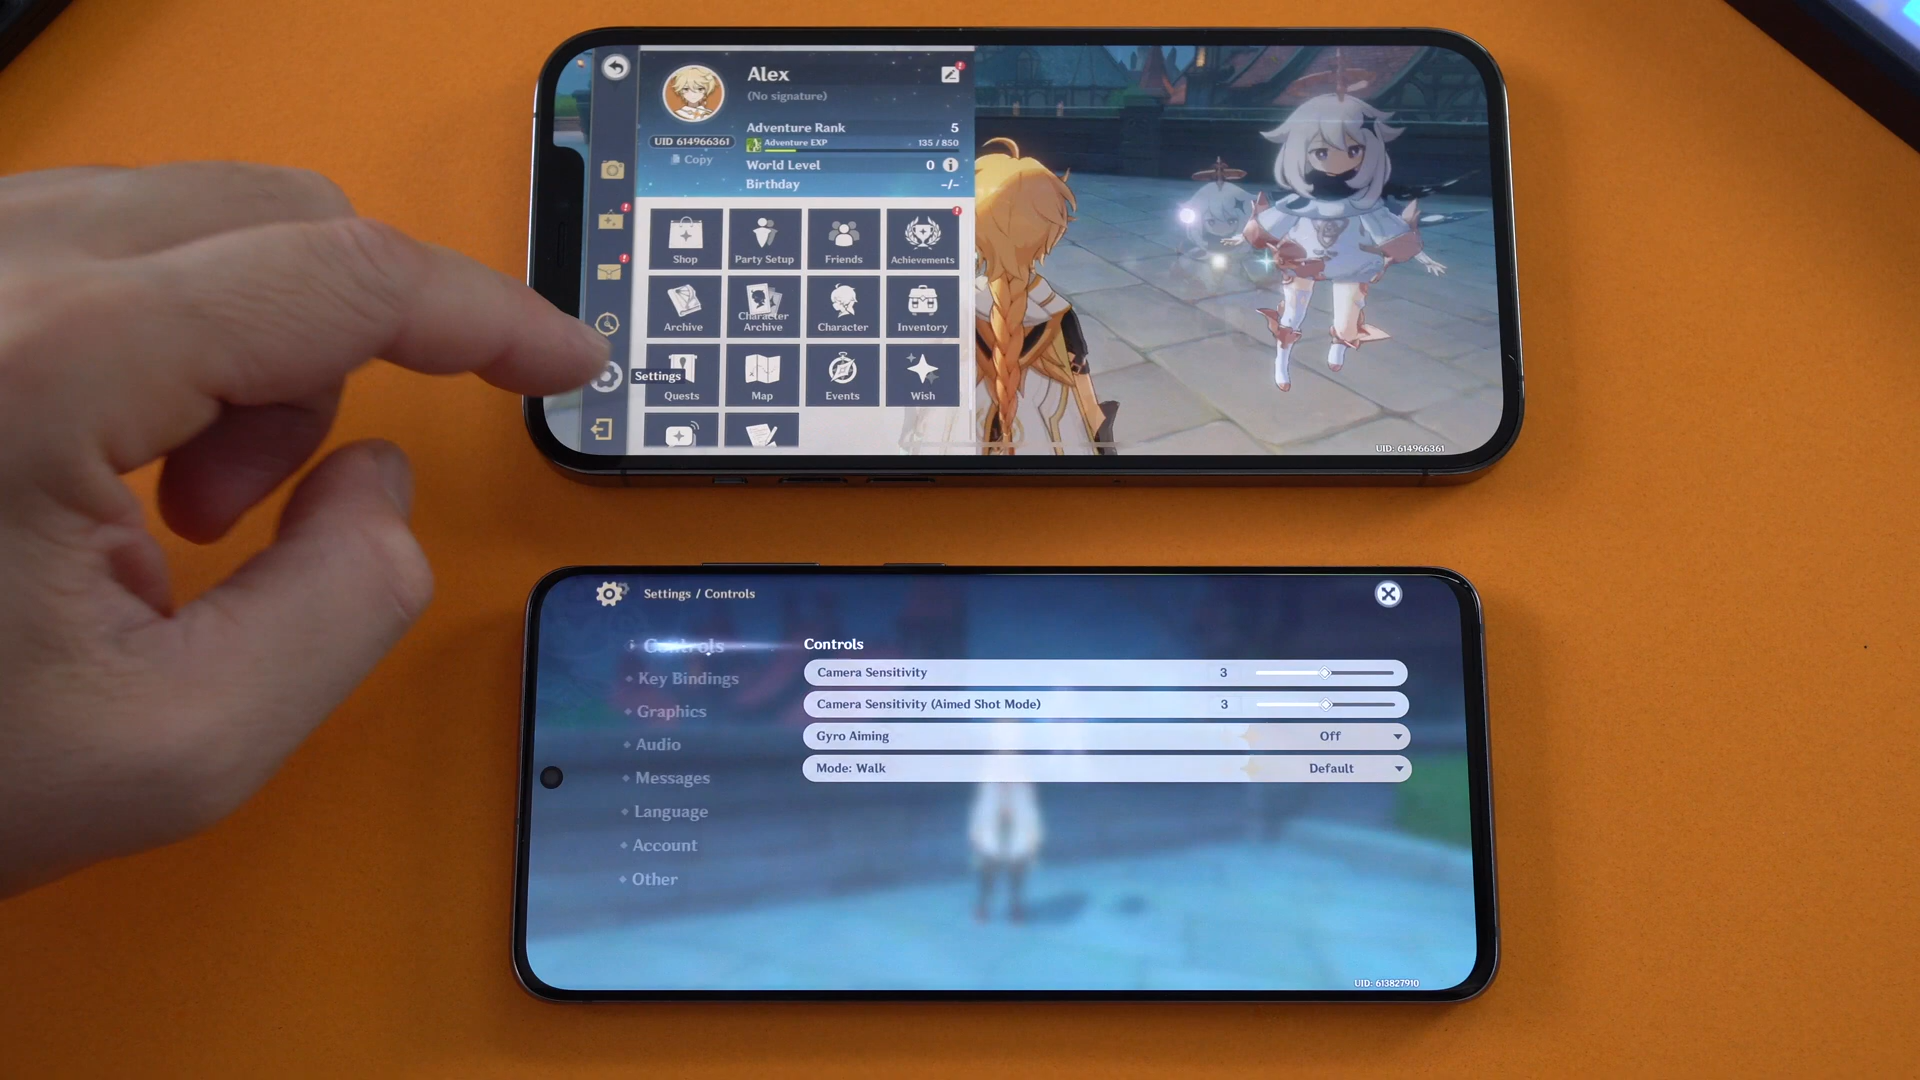 Alex
(No signature)
UID 614966361
Copy
Adventure Rank 5
Adventure EXP 135 / 850
World Level 0
Birthday -/-
Shop
Party Setup
Friends
Achievements
Archive
Character
Archive
Character
Inventory
Settings
Quests
Map
Events
Wish
UID: 614966361
Settings / Controls
Controls
Key Bindings
Graphics
Audio
Messages
Language
Account
Other
Controls
Camera Sensitivity 3
Camera Sensitivity (Aimed Shot Mode) 3
Gyro Aiming Off
Mode: Walk Default
UID: 613827910